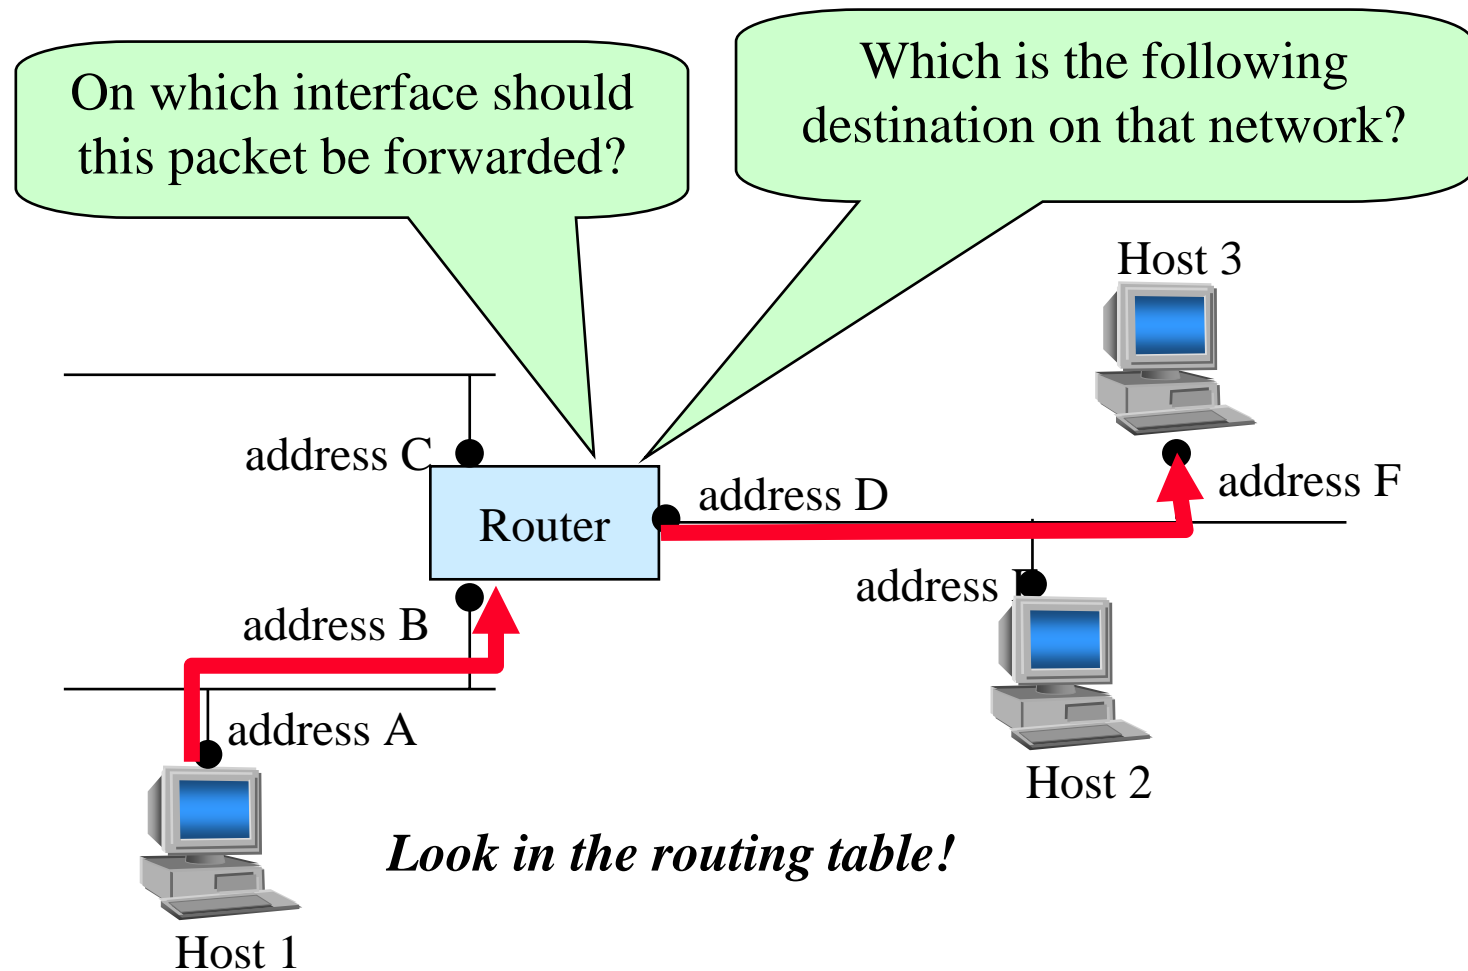 On which interface should
this packet be forwarded?
Which is the following
destination on that network?
Host 3
address C
address D
address F
Router
address
address B
address A
Host 2
Look in the routing table!
Host 1